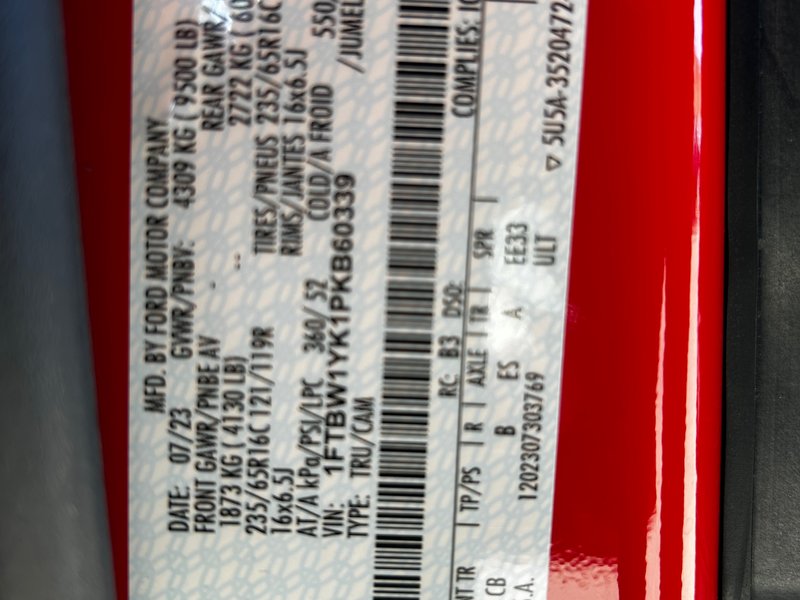 MFD. BY FORD MOTOR COMPANY
DATE: 07/23 GVWR/PNBV: 4309 KG ( 9500 LB)
FRONT GAWR/PNBE AV REAR GAWR/
1873 KG ( 4130 LB) 2722 KG ( 60
235/65R16C 121/119R TIRES/PNEUS 235/65R16C
16x6.5J RIMS/JANTES 16x6.5J
AT/A kPa/PSI/LPC 360/ 52 COLD/A FROID 550/
VIN: 1FTBW1YK1PKB60339 /JUMEL
TYPE: TRU/CAM
COMPLIES:
RC: B3 DSO:
NT TR TP/PS R AXLE TR SPR
CB B ES A EE33
.A. 1202307303769 ULT ▽ 5U5A-3520472-